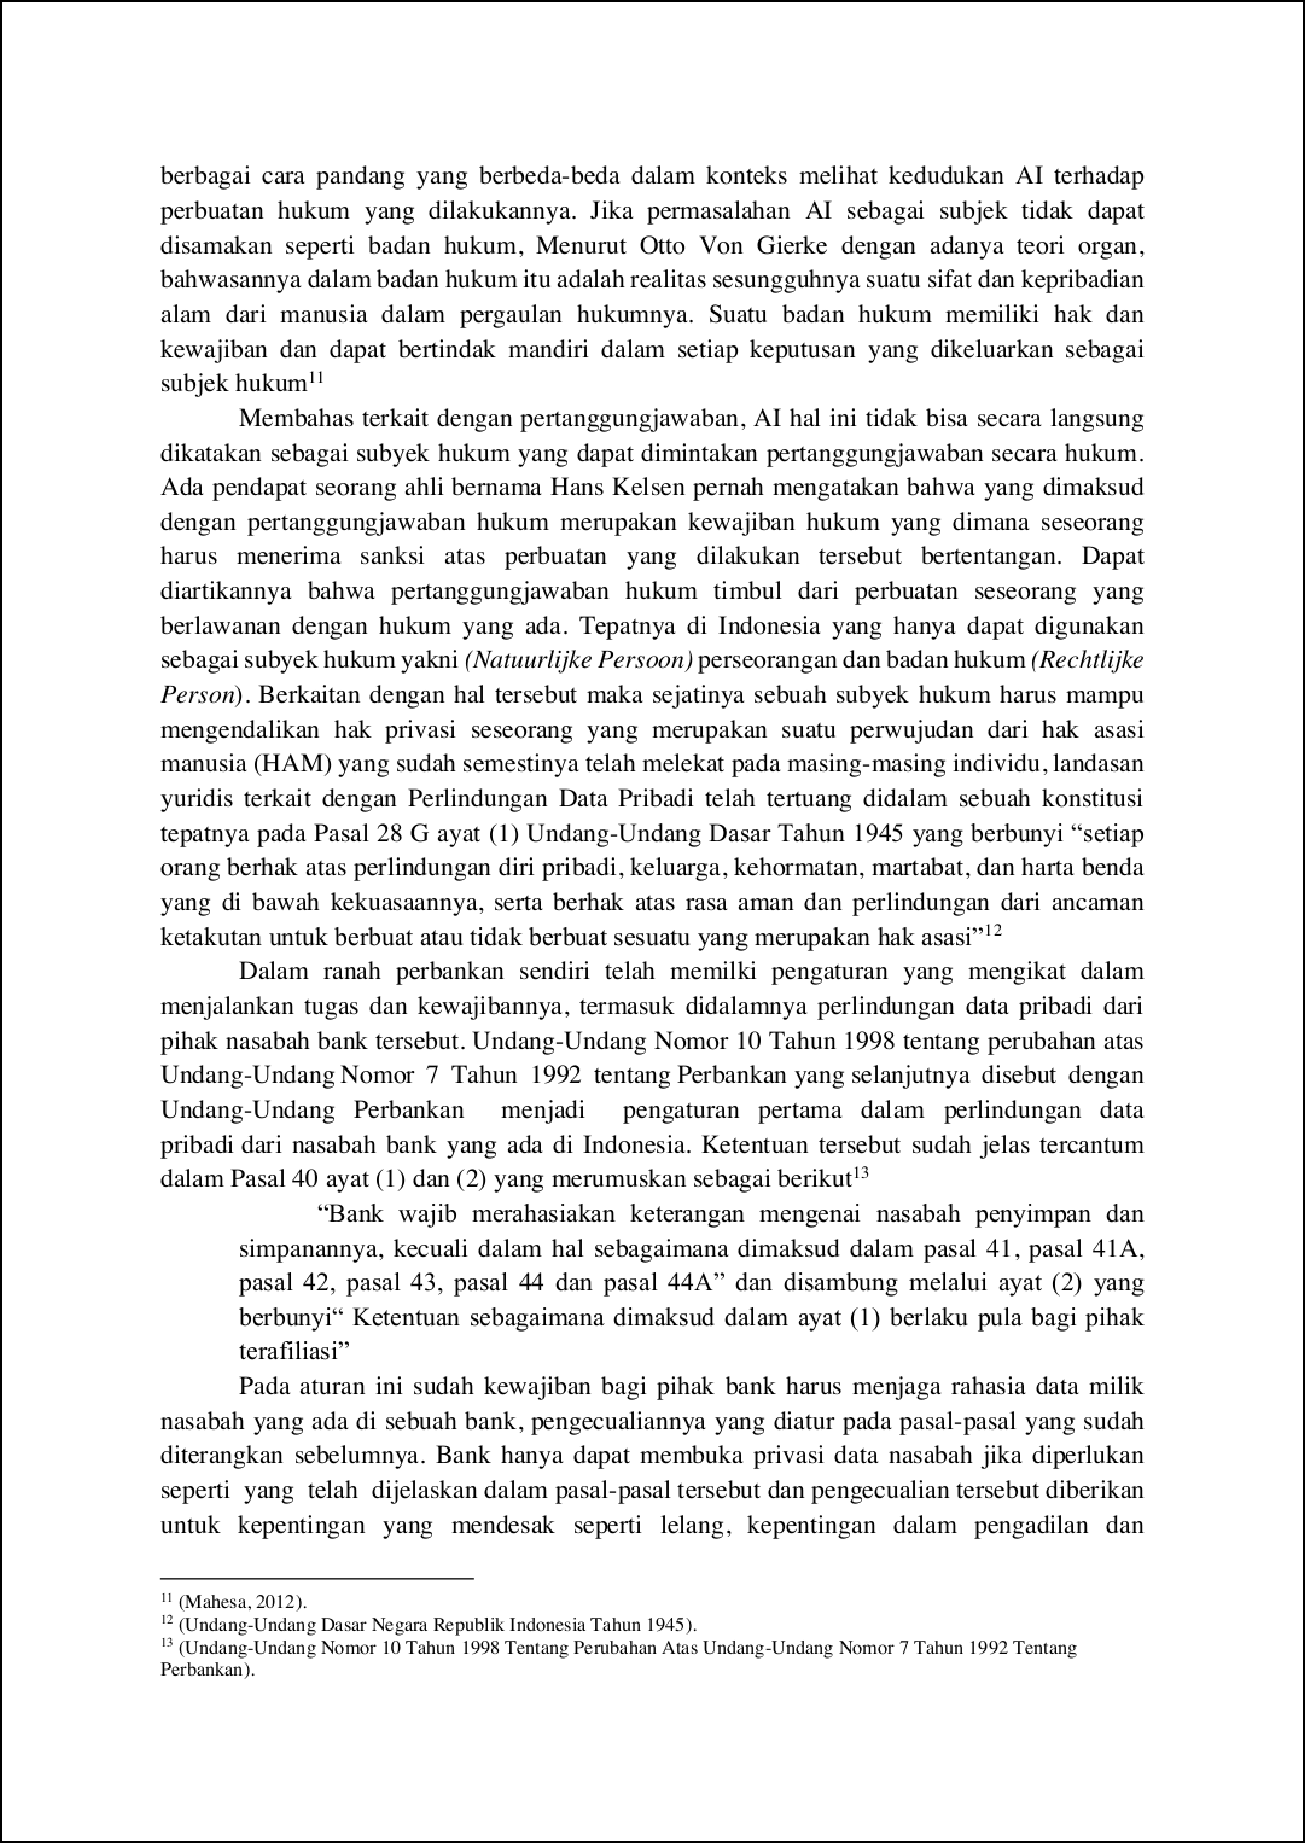 berbagai cara pandang yang berbeda-beda dalam konteks melihat kedudukan AI terhadap
perbuatan hukum yang dilakukannya. Jika permasalahan AI sebagai subjek tidak dapat
disamakan seperti badan hukum, Menurut Otto Von Gierke dengan adanya teori organ,
bahwasannya dalam badan hukum itu adalah realitas sesungguhnya suatu sifat dan kepribadian
alam dari manusia dalam pergaulan hukumnya. Suatu badan hukum memiliki hak dan
kewajiban dan dapat bertindak mandiri dalam setiap keputusan yang dikeluarkan sebagai
subjek hukum11
Membahas terkait dengan pertanggungjawaban, AI hal ini tidak bisa secara langsung
dikatakan sebagai subyek hukum yang dapat dimintakan pertanggungjawaban secara hukum.
Ada pendapat seorang ahli bernama Hans Kelsen pernah mengatakan bahwa yang dimaksud
dengan pertanggungjawaban hukum merupakan kewajiban hukum yang dimana seseorang
harus menerima sanksi atas perbuatan yang dilakukan tersebut bertentangan. Dapat
diartikannya bahwa pertanggungjawaban hukum timbul dari perbuatan seseorang yang
berlawanan dengan hukum yang ada. Tepatnya di Indonesia yang hanya dapat digunakan
sebagai subyek hukum yakni (Natuurlijke Persoon) perseorangan dan badan hukum (Rechtlijke
Person). Berkaitan dengan hal tersebut maka sejatinya sebuah subyek hukum harus mampu
mengendalikan hak privasi seseorang yang merupakan suatu perwujudan dari hak asasi
manusia (HAM) yang sudah semestinya telah melekat pada masing-masing individu, landasan
yuridis terkait dengan Perlindungan Data Pribadi telah tertuang didalam sebuah konstitusi
tepatnya pada Pasal 28 G ayat (1) Undang-Undang Dasar Tahun 1945 yang berbunyi “setiap
orang berhak atas perlindungan diri pribadi, keluarga, kehormatan, martabat, dan harta benda
yang di bawah kekuasaannya, serta berhak atas rasa aman dan perlindungan dari ancaman
ketakutan untuk berbuat atau tidak berbuat sesuatu yang merupakan hak asasi”12
Dalam ranah perbankan sendiri telah memilki pengaturan yang mengikat dalam
menjalankan tugas dan kewajibannya, termasuk didalamnya perlindungan data pribadi dari
pihak nasabah bank tersebut. Undang-Undang Nomor 10 Tahun 1998 tentang perubahan atas
Undang-Undang Nomor 7 Tahun 1992 tentang Perbankan yang selanjutnya disebut dengan
Undang-Undang Perbankan menjadi pengaturan pertama dalam perlindungan data
pribadi dari nasabah bank yang ada di Indonesia. Ketentuan tersebut sudah jelas tercantum
dalam Pasal 40 ayat (1) dan (2) yang merumuskan sebagai berikut13
“Bank wajib merahasiakan keterangan mengenai nasabah penyimpan dan
simpanannya, kecuali dalam hal sebagaimana dimaksud dalam pasal 41, pasal 41A,
pasal 42, pasal 43, pasal 44 dan pasal 44A” dan disambung melalui ayat (2) yang
berbunyi“ Ketentuan sebagaimana dimaksud dalam ayat (1) berlaku pula bagi pihak
terafiliasi”
Pada aturan ini sudah kewajiban bagi pihak bank harus menjaga rahasia data milik
nasabah yang ada di sebuah bank, pengecualiannya yang diatur pada pasal-pasal yang sudah
diterangkan sebelumnya. Bank hanya dapat membuka privasi data nasabah jika diperlukan
seperti yang telah dijelaskan dalam pasal-pasal tersebut dan pengecualian tersebut diberikan
untuk kepentingan yang mendesak seperti lelang, kepentingan dalam pengadilan dan
11 (Mahesa, 2012).
12 (Undang-Undang Dasar Negara Republik Indonesia Tahun 1945).
13 (Undang-Undang Nomor 10 Tahun 1998 Tentang Perubahan Atas Undang-Undang Nomor 7 Tahun 1992 Tentang
Perbankan).